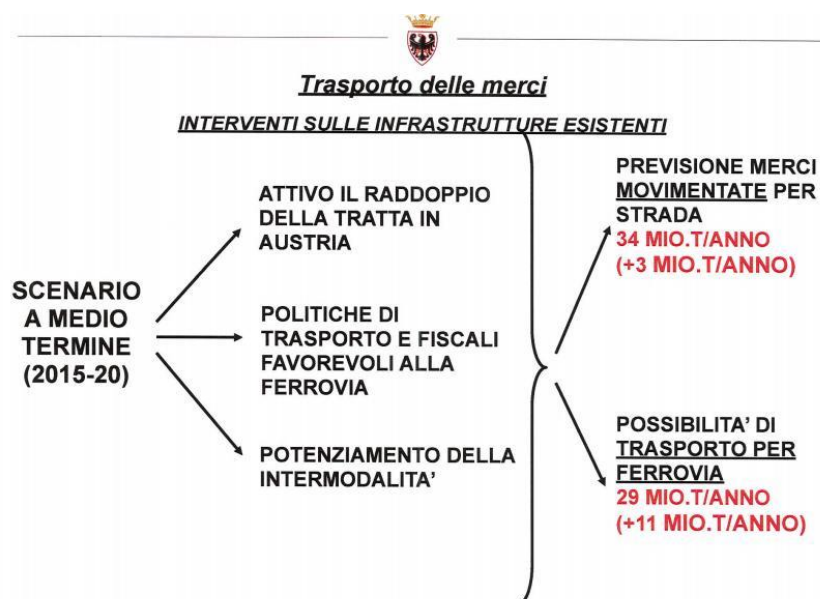 Trasporto delle merci
INTERVENTI SULLE INFRASTRUTTURE ESISTENTI
SCENARIO
A MEDIO
TERMINE
(2015-20)
ATTIVO IL RADDOPPIO
DELLA TRATTA IN
AUSTRIA
POLITICHE DI
TRASPORTO E FISCALI
FAVOREVOLI ALLA
FERROVIA
POTENZIAMENTO DELLA
INTERMODALITA'
PREVISIONE MERCI
MOVIMENTATE PER
STRADA
34 MIO.T/ANNO
(+3 MIO.T/ANNO)
POSSIBILITA' DI
TRASPORTO PER
FERROVIA
29 MIO.T/ANNO
(+11 MIO.T/ANNO)